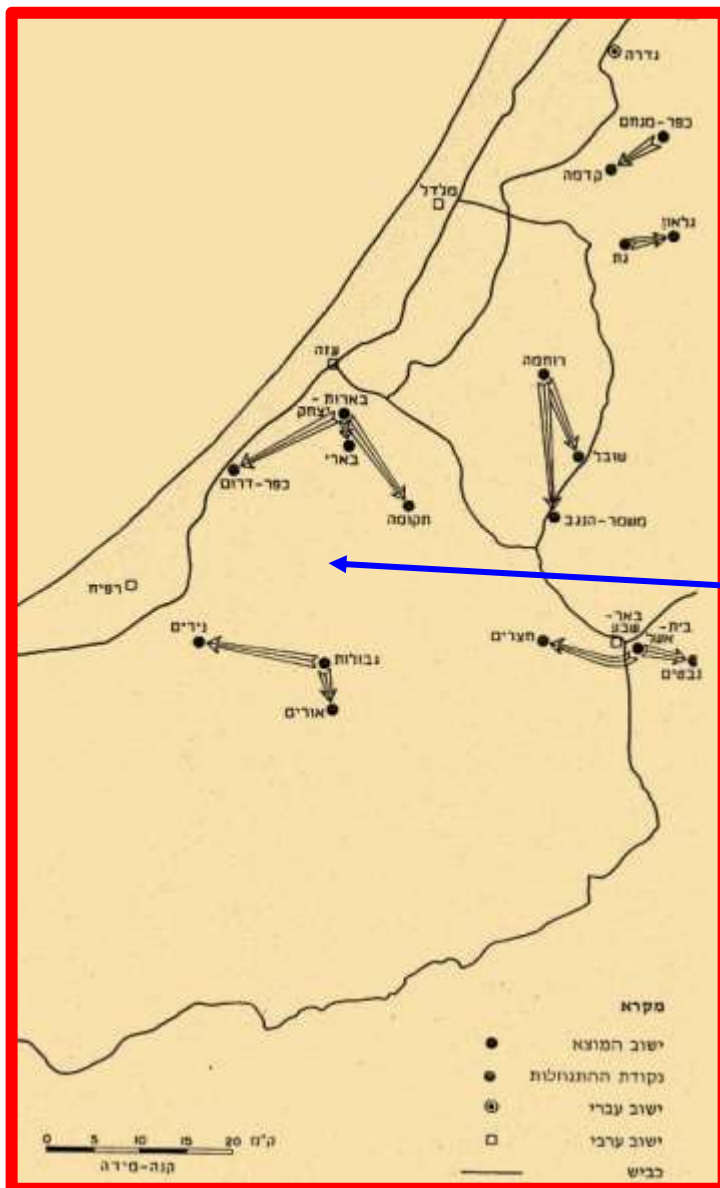 גדרה
כפר-מנחם
קדמה
מגדל
גלאון
גת
עזה
רוחמה
בארות-
יצחק
בארי
שובל
כפר-דרום
תקומה
משמר-הנגב
רפיח
באר-
שבע
בית-
אשל
חצרים
נבטים
נירים
גבולות
אורים
מקרא
ישוב המוצא
נקודת ההתנחלות
ישוב עברי
ישוב ערבי
כביש
0 5 10 15 20 ק"מ
קנה-מידה